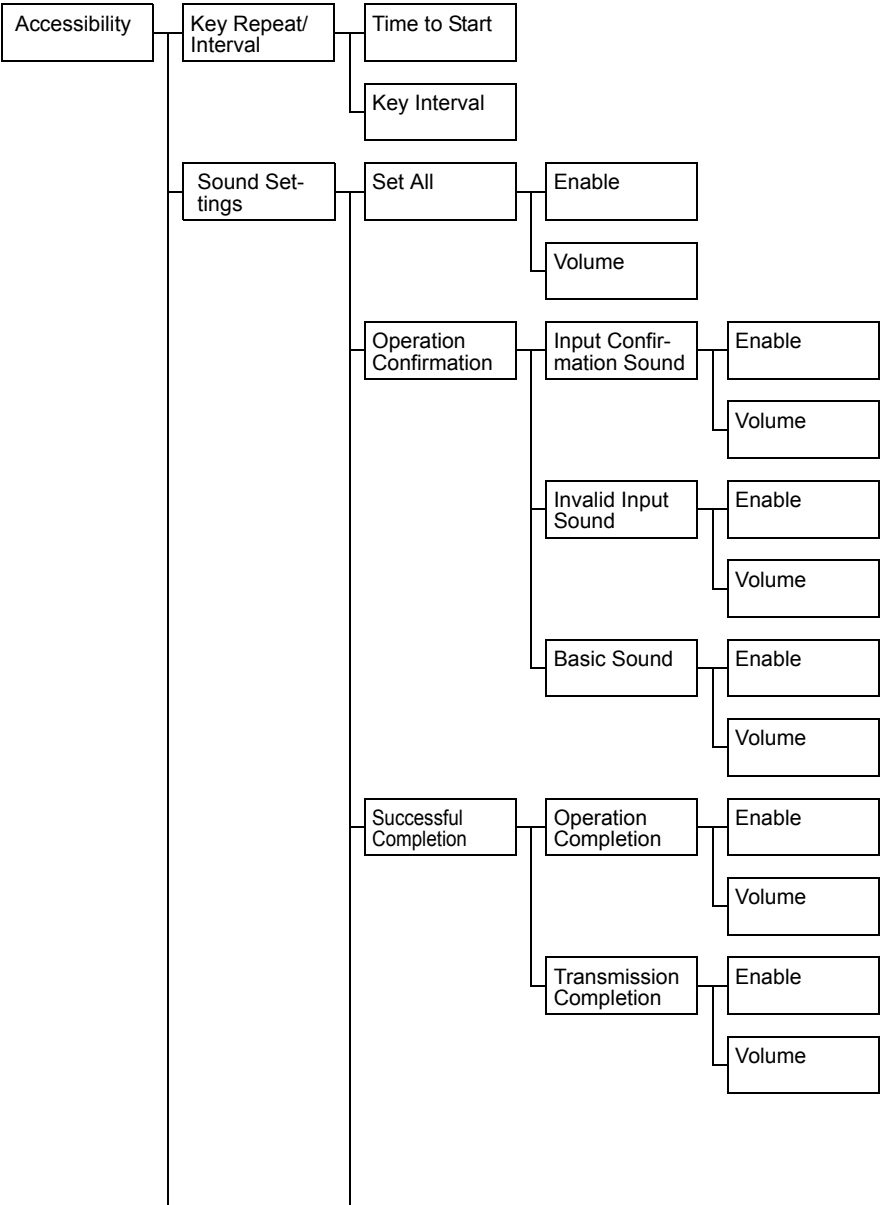 Accessibility
Key Repeat/
Interval
Time to Start
Key Interval
Sound Set-
tings
Set All
Enable
Volume
Operation
Confirmation
Input Confir-
mation Sound
Enable
Volume
Invalid Input
Sound
Enable
Volume
Basic Sound
Enable
Volume
Successful
Completion
Operation
Completion
Enable
Volume
Transmission
Completion
Enable
Volume